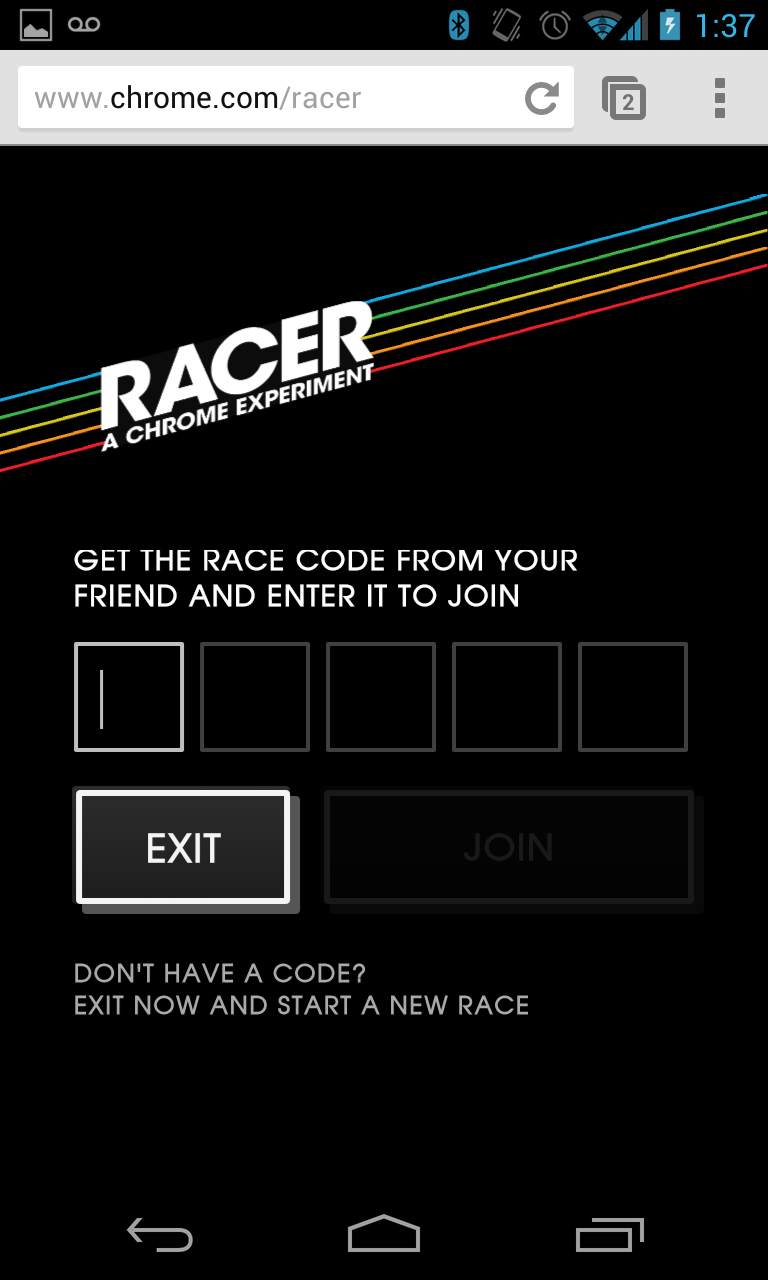 1:37
www.chrome.com/racer
2
RACER
A CHROME EXPERIMENT
GET THE RACE CODE FROM YOUR
FRIEND AND ENTER IT TO JOIN
EXIT
JOIN
DON'T HAVE A CODE?
EXIT NOW AND START A NEW RACE